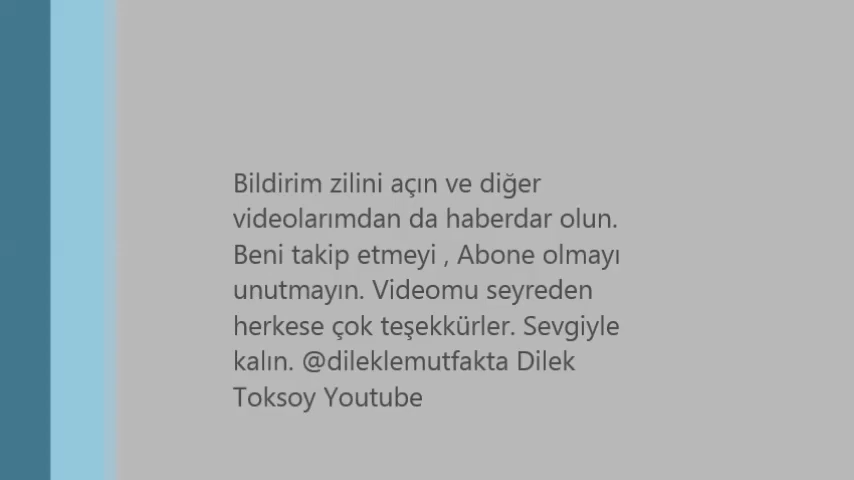 Bildirim zilini açın ve diğer
videolarımdan da haberdar olun.
Beni takip etmeyi , Abone olmayı
unutmayın. Videomu seyreden
herkese çok teşekkürler. Sevgiyle
kalın. @dileklemutfakta Dilek
Toksoy Youtube